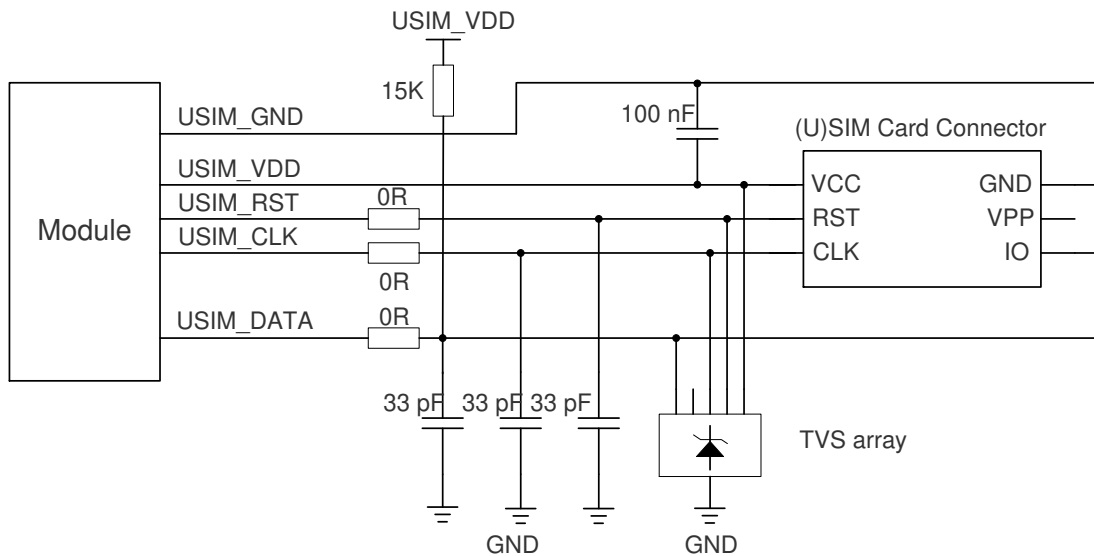 USIM_VDD
15K
USIM_GND
100 nF
(U)SIM Card Connector
USIM_VDD
VCC
GND
USIM_RST
0R
RST
VPP
Module
USIM_CLK
CLK
IO
0R
USIM_DATA
0R
33 pF
33 pF
33 pF
TVS array
GND
GND